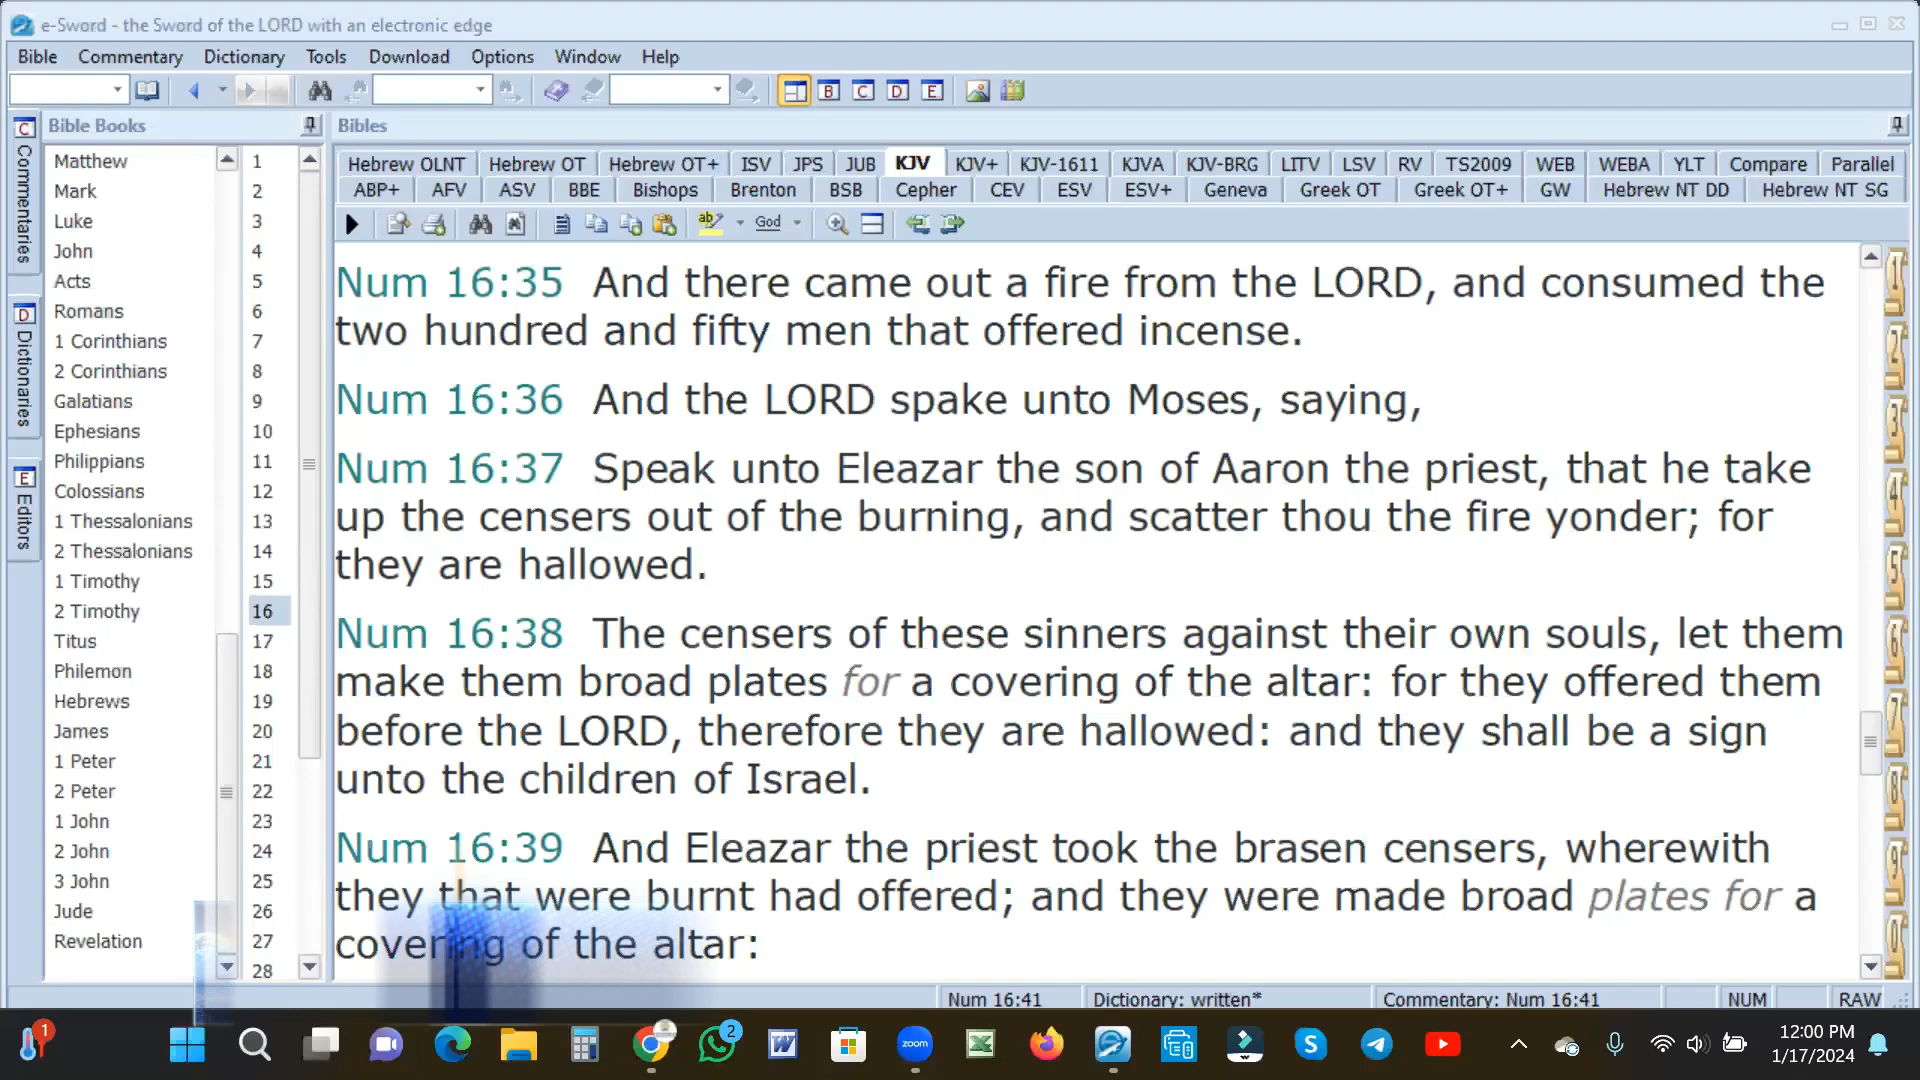 e-Sword - the Sword of the LORD with an electronic edge
Bible Commentary Dictionary Tools Download Options Window Help
B C D E
C Commentaries
D Dictionaries
E Editors
Bible Books
Matthew 1
Mark 2
Luke 3
John 4
Acts 5
Romans 6
1 Corinthians 7
2 Corinthians 8
Galatians 9
Ephesians 10
Philippians 11
Colossians 12
1 Thessalonians 13
2 Thessalonians 14
1 Timothy 15
2 Timothy 16
Titus 17
Philemon 18
Hebrews 19
James 20
1 Peter 21
2 Peter 22
1 John 23
2 John 24
3 John 25
Jude 26
Revelation 27
28
Bibles
Hebrew OLNT Hebrew OT Hebrew OT+ ISV JPS JUB KJV KJV+ KJV-1611 KJVA KJV-BRG LITV LSV RV TS2009 WEB WEBA YLT Compare Parallel
ABP+ AFV ASV BBE Bishops Brenton BSB Cepher CEV ESV ESV+ Geneva Greek OT Greek OT+ GW Hebrew NT DD Hebrew NT SG
ab God
Num 16:35 And there came out a fire from the LORD, and consumed the
two hundred and fifty men that offered incense.
Num 16:36 And the LORD spake unto Moses, saying,
Num 16:37 Speak unto Eleazar the son of Aaron the priest, that he take
up the censers out of the burning, and scatter thou the fire yonder; for
they are hallowed.
Num 16:38 The censers of these sinners against their own souls, let them
make them broad plates for a covering of the altar: for they offered them
before the LORD, therefore they are hallowed: and they shall be a sign
unto the children of Israel.
Num 16:39 And Eleazar the priest took the brasen censers, wherewith
they that were burnt had offered; and they were made broad plates for a
covering of the altar:
1
2
3
4
5
6
7
8
9
0
Num 16:41 Dictionary: written* Commentary: Num 16:41 NUM RAW
1 2 zoom 12:00 PM
1/17/2024